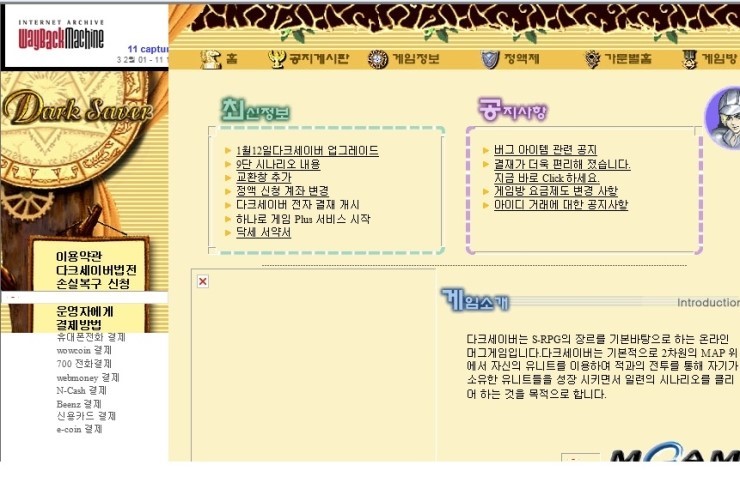 INTERNET ARCHIVE
WayBackMachine
11 captu
3 2월 01 - 11
홈
공지게시판
게임정보
정액제
가문별홈
게임방
Dark Saver
최신정보
1월12일다크세이버 업그레이드
9단 시나리오 내용
교환창 추가
정액 신청 계좌 변경
다크세이버 전자 결재 개시
하나로 게임 Plus 서비스 시작
닥세 서약서
공지사항
버그 아이템 관련 공지
결재가 더욱 편리해 졌습니다.
지금 바로 Click하세요.
게임방 요금제도 변경 사항
아이디 거래에 대한 공지사항
이용약관
다크세이버법전
손실복구 신청
운영자에게
결제방법
휴대폰전화 결제
wowcoin 결제
700 전화결제
webmoney 결제
N-Cash 결제
Beenz 결제
신용카드 결제
e-coin 결제
게임소개
Introduction
다크세이버는 S-RPG의 장르를 기본바탕으로 하는 온라인
머그게임입니다.다크세이버는 기본적으로 2차원의 MAP 위
에서 자신의 유니트를 이용하여 적과의 전투를 통해 자기가
소유한 유니트들을 성장 시키면서 일련의 시나리오를 클리
어 하는 것을 목적으로 합니다.
MGAM